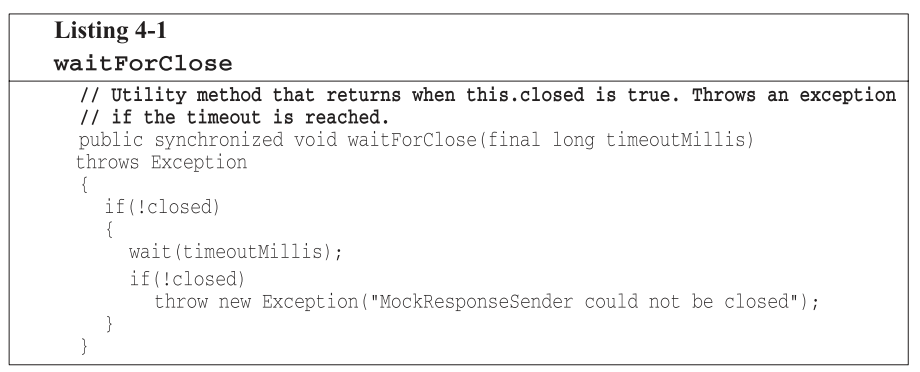 Listing 4-1
waitForClose
// Utility method that returns when this.closed is true. Throws an exception
// if the timeout is reached.
public synchronized void waitForClose(final long timeoutMillis)
throws Exception
{
if(!closed)
{
wait(timeoutMillis);
if(!closed)
throw new Exception("MockResponseSender could not be closed");
}
}